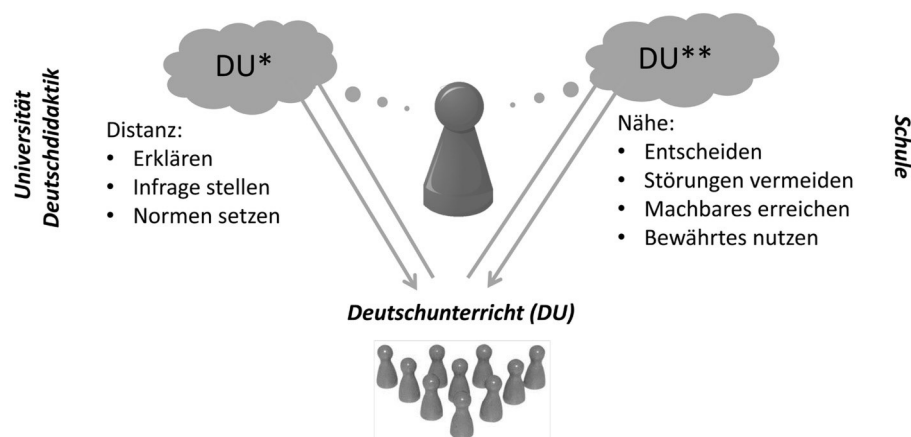 DU*
DU**
Universität
Deutschdidaktik
Distanz:
• Erklären
• Infrage stellen
• Normen setzen
Nähe:
• Entscheiden
• Störungen vermeiden
• Machbares erreichen
• Bewährtes nutzen
Schule
Deutschunterricht (DU)